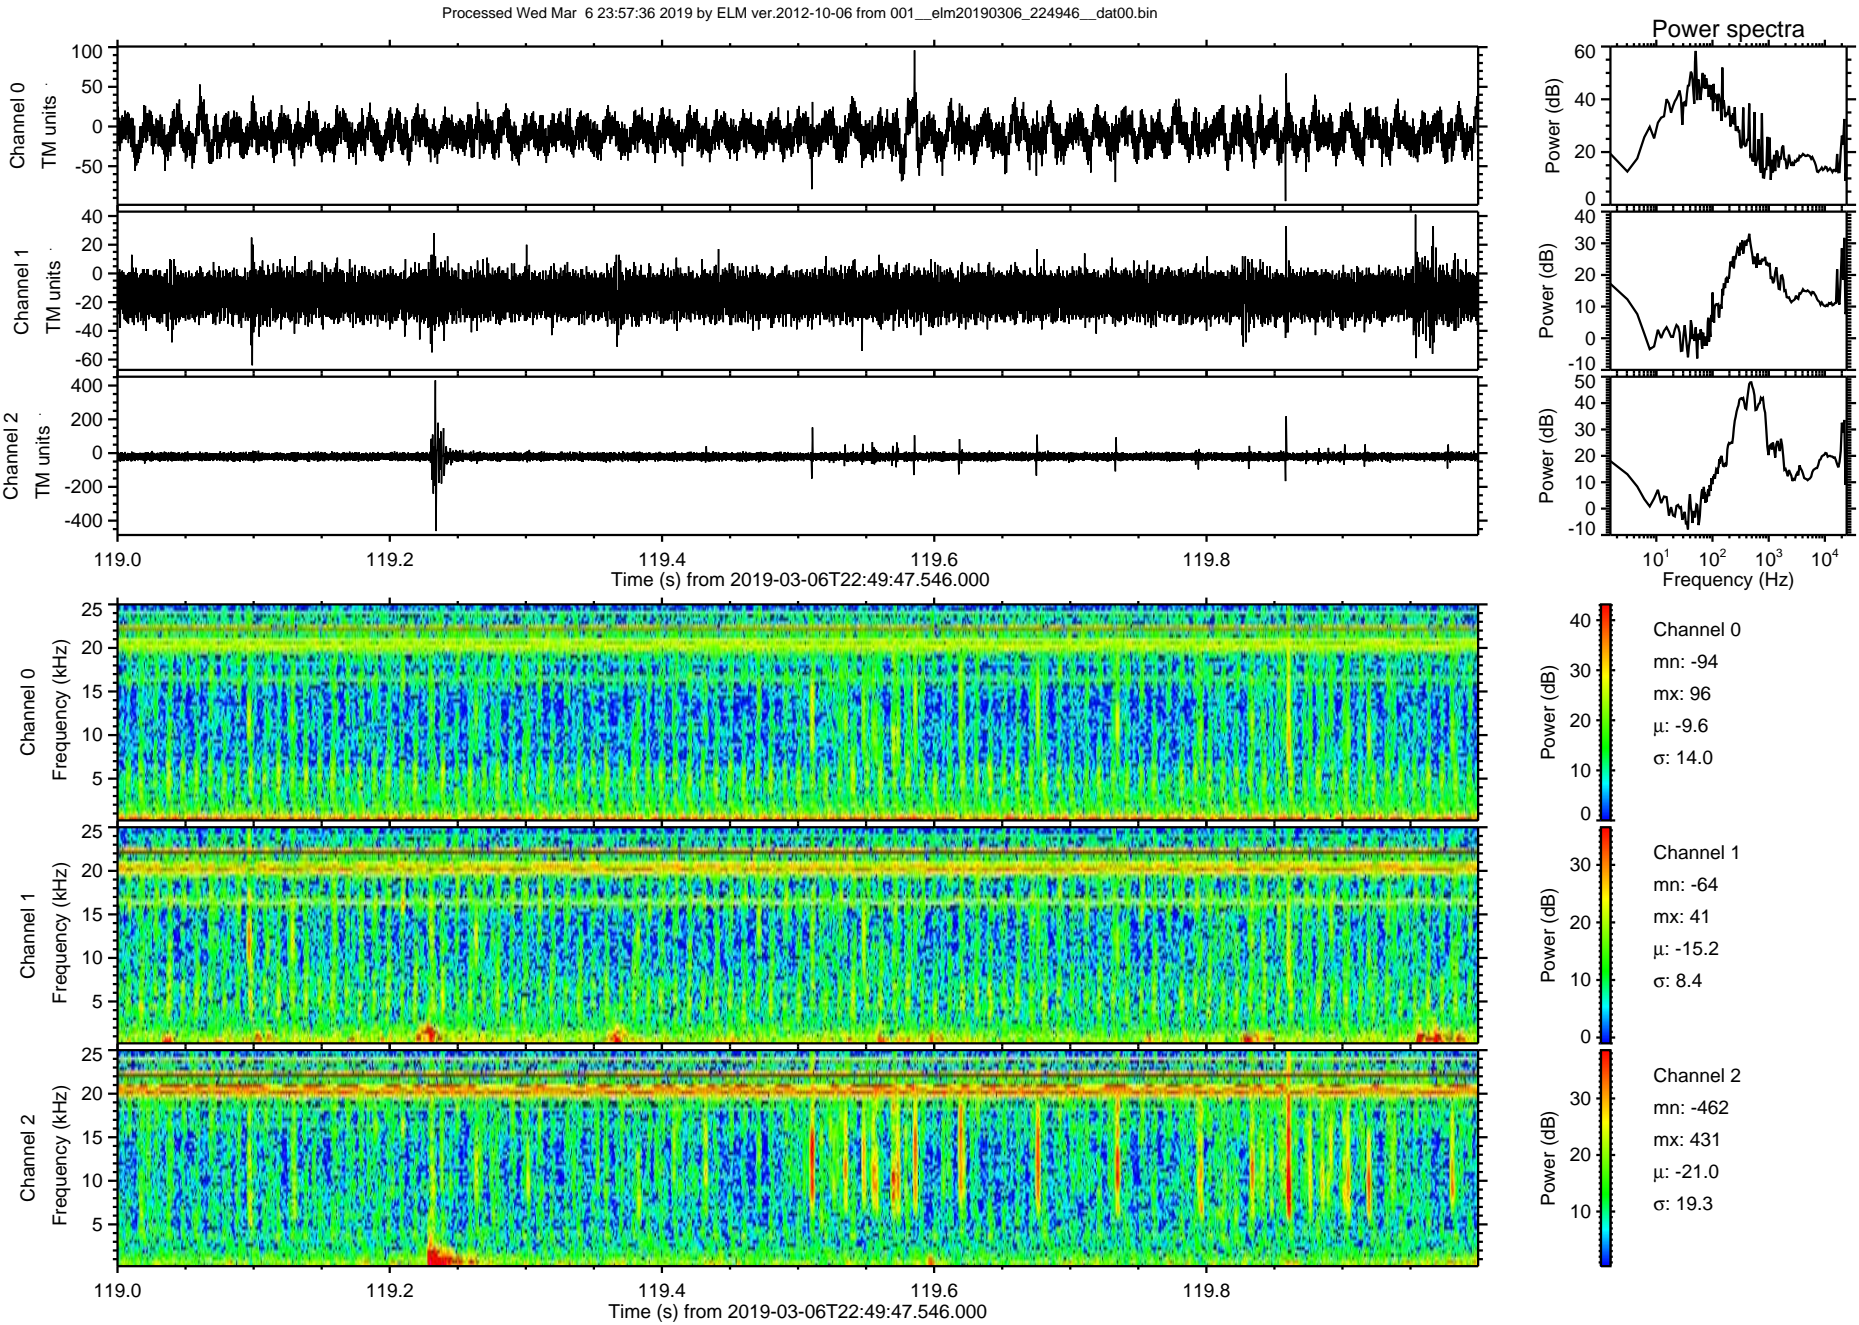 Processed Wed Mar  6 23:57:36 2019 by ELM ver.2012-10-06 from 001__elm20190306_224946__dat00.bin
Power spectra
Channel 0
TM units
100
50
0
-50
Power (dB)
60
40
20
0
Channel 1
TM units
40
20
0
-20
-40
-60
Power (dB)
40
30
20
10
0
-10
Channel 2
TM units
400
200
0
-200
-400
Power (dB)
50
40
30
20
10
0
-10
119.0 119.2 119.4 119.6 119.8
Time (s) from 2019-03-06T22:49:47.546.000
10^1 10^2 10^3 10^4
Frequency (Hz)
Channel 0
Frequency (kHz)
25
20
15
10
5
Power (dB)
40
30
20
10
0
Channel 0
mn: -94
mx: 96
μ: -9.6
σ: 14.0
Channel 1
Frequency (kHz)
25
20
15
10
5
Power (dB)
30
20
10
0
Channel 1
mn: -64
mx: 41
μ: -15.2
σ: 8.4
Channel 2
Frequency (kHz)
25
20
15
10
5
Power (dB)
30
20
10
Channel 2
mn: -462
mx: 431
μ: -21.0
σ: 19.3
119.0 119.2 119.4 119.6 119.8
Time (s) from 2019-03-06T22:49:47.546.000